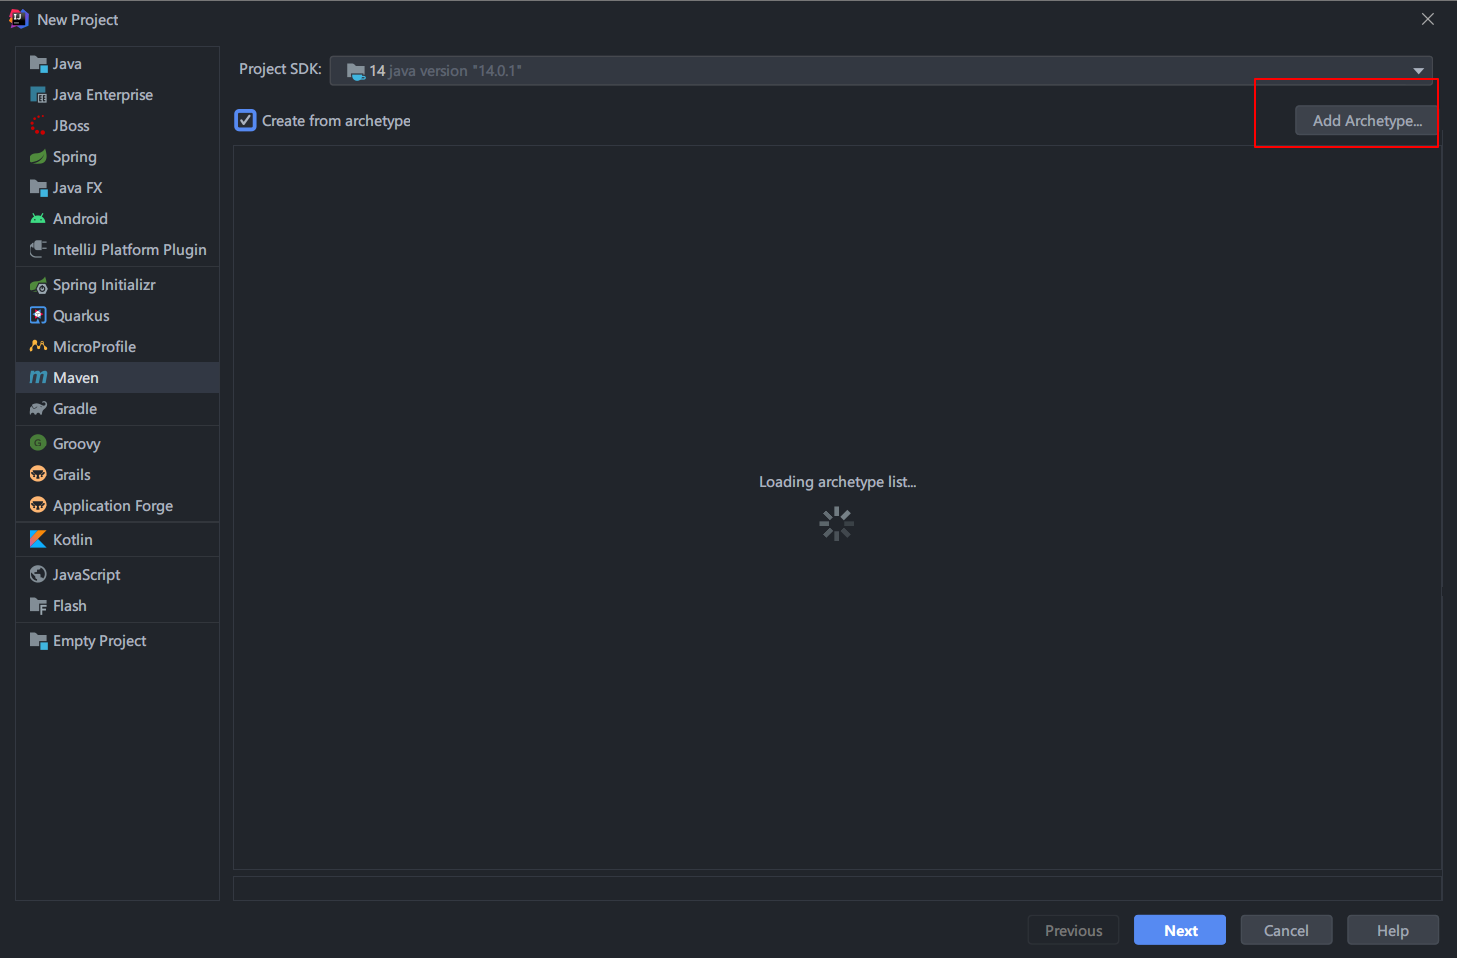 New Project
Java
Java Enterprise
JBoss
Spring
Java FX
Android
IntelliJ Platform Plugin
Spring Initializr
Quarkus
MicroProfile
Maven
Gradle
Groovy
Grails
Application Forge
Kotlin
JavaScript
Flash
Empty Project
Project SDK: 14 java version "14.0.1"
Create from archetype
Add Archetype...
Loading archetype list...
Previous
Next
Cancel
Help